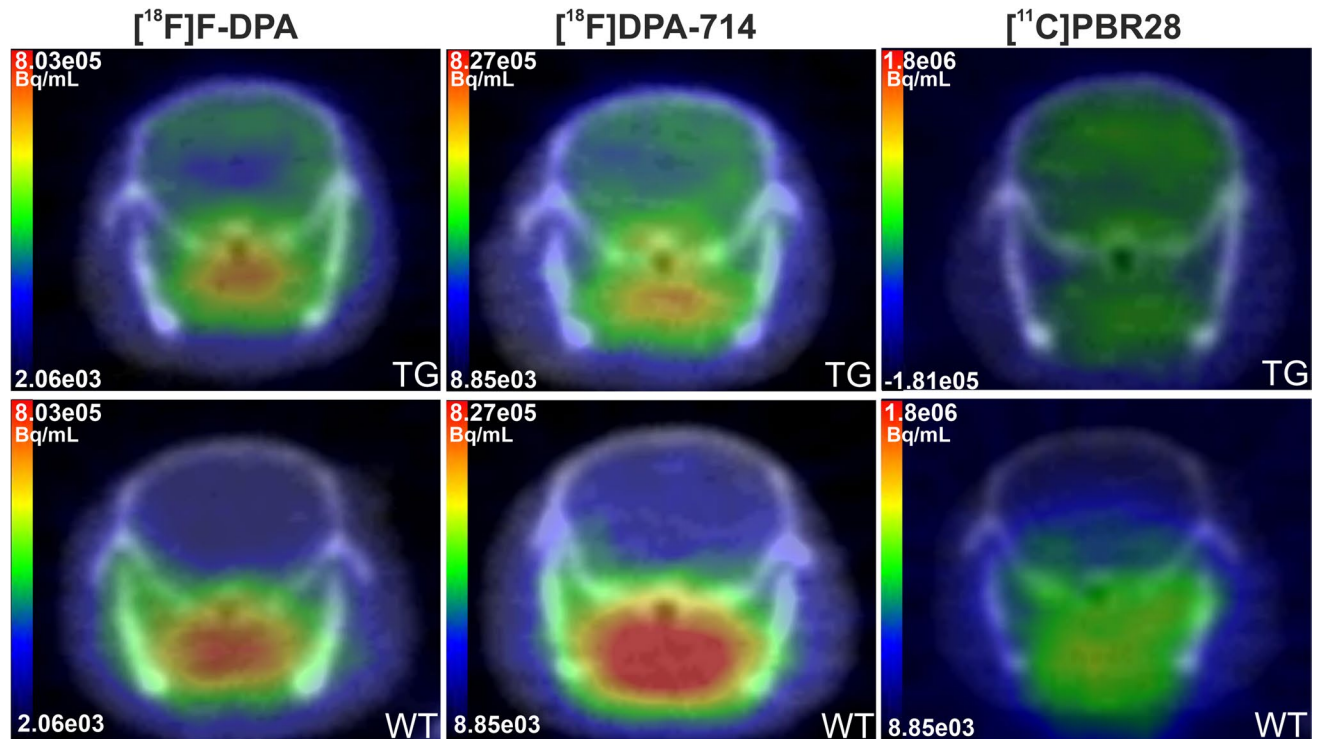 [¹⁸F]F-DPA
[¹⁸F]DPA-714
[¹¹C]PBR28
8.03e05
Bq/mL
2.06e03
TG
8.27e05
Bq/mL
8.85e03
TG
1.8e06
Bq/mL
-1.81e05
TG
8.03e05
Bq/mL
2.06e03
WT
8.27e05
Bq/mL
8.85e03
WT
1.8e06
Bq/mL
8.85e03
WT